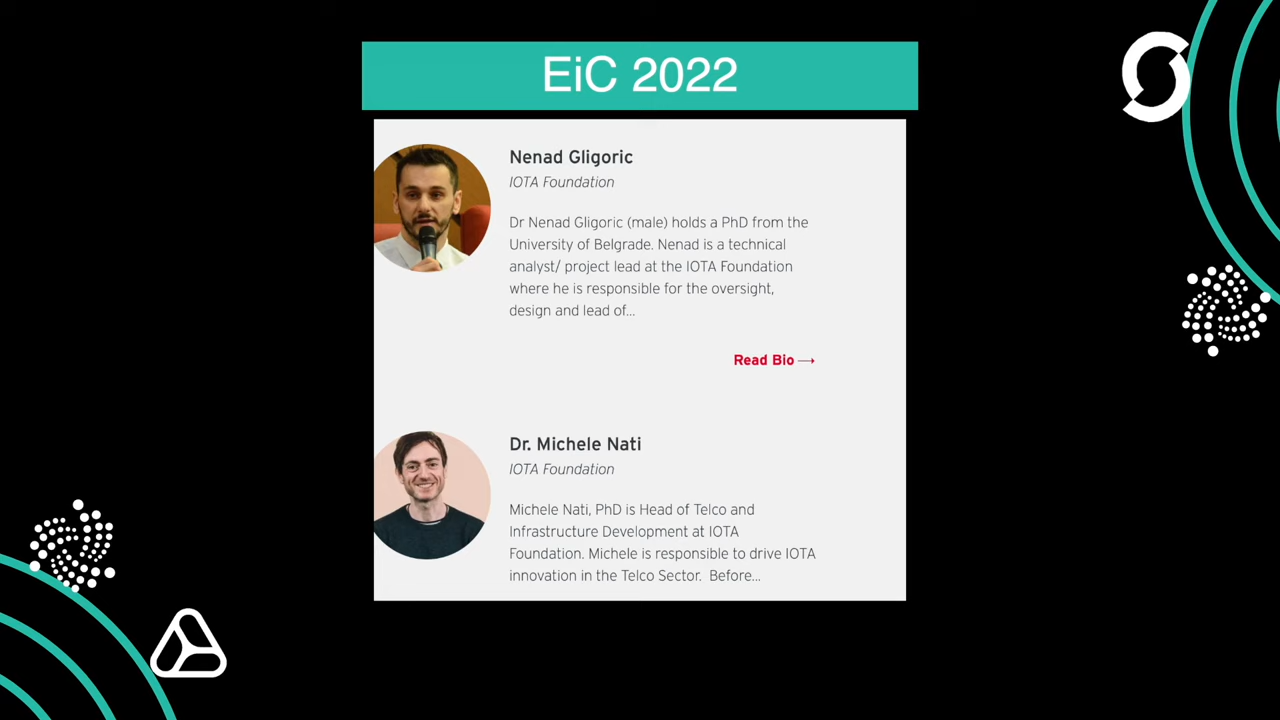 EiC 2022
Nenad Gligoric
IOTA Foundation
Dr Nenad Gligoric (male) holds a PhD from the
University of Belgrade. Nenad is a technical
analyst/ project lead at the IOTA Foundation
where he is responsible for the oversight,
design and lead of...
Read Bio →
Dr. Michele Nati
IOTA Foundation
Michele Nati, PhD is Head of Telco and
Infrastructure Development at IOTA
Foundation. Michele is responsible to drive IOTA
innovation in the Telco Sector.  Before...